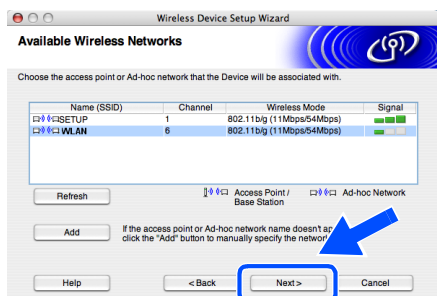 Wireless Device Setup Wizard
Available Wireless Networks
Choose the access point or Ad-hoc network that the Device will be associated with.
Name (SSID) Channel Wireless Mode Signal
SETUP 1 802.11b/g (11Mbps/54Mbps)
WLAN 6 802.11b/g (11Mbps/54Mbps)
Refresh Access Point / Ad-hoc Network
Base Station
Add If the access point or Ad-hoc network name doesn't
click the "Add" button to manually specify the
Help < Back Next > Cancel